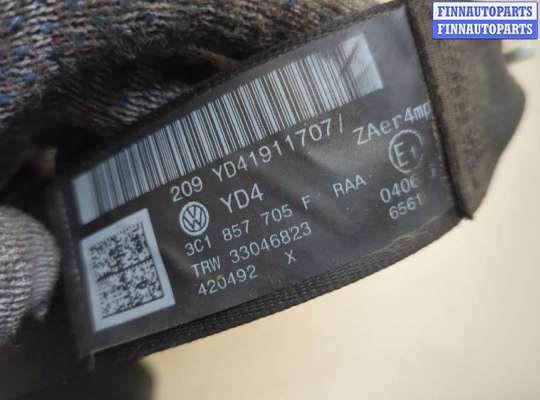 FINNAUTOPARTS
FINNAUTOPARTS
209 YD41911707/ ZAer4mp
YD4 E1
3C1 857 705 F RAA 0406
TRW 33046823 6561
420492 X